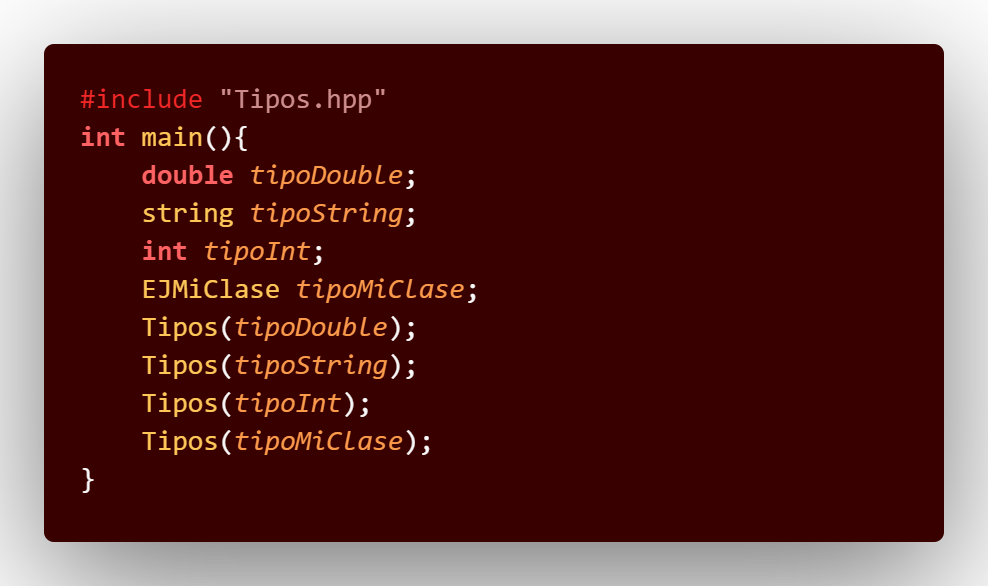 #include "Tipos.hpp"
int main(){
    double tipoDouble;
    string tipoString;
    int tipoInt;
    EJMiClase tipoMiClase;
    Tipos(tipoDouble);
    Tipos(tipoString);
    Tipos(tipoInt);
    Tipos(tipoMiClase);
}